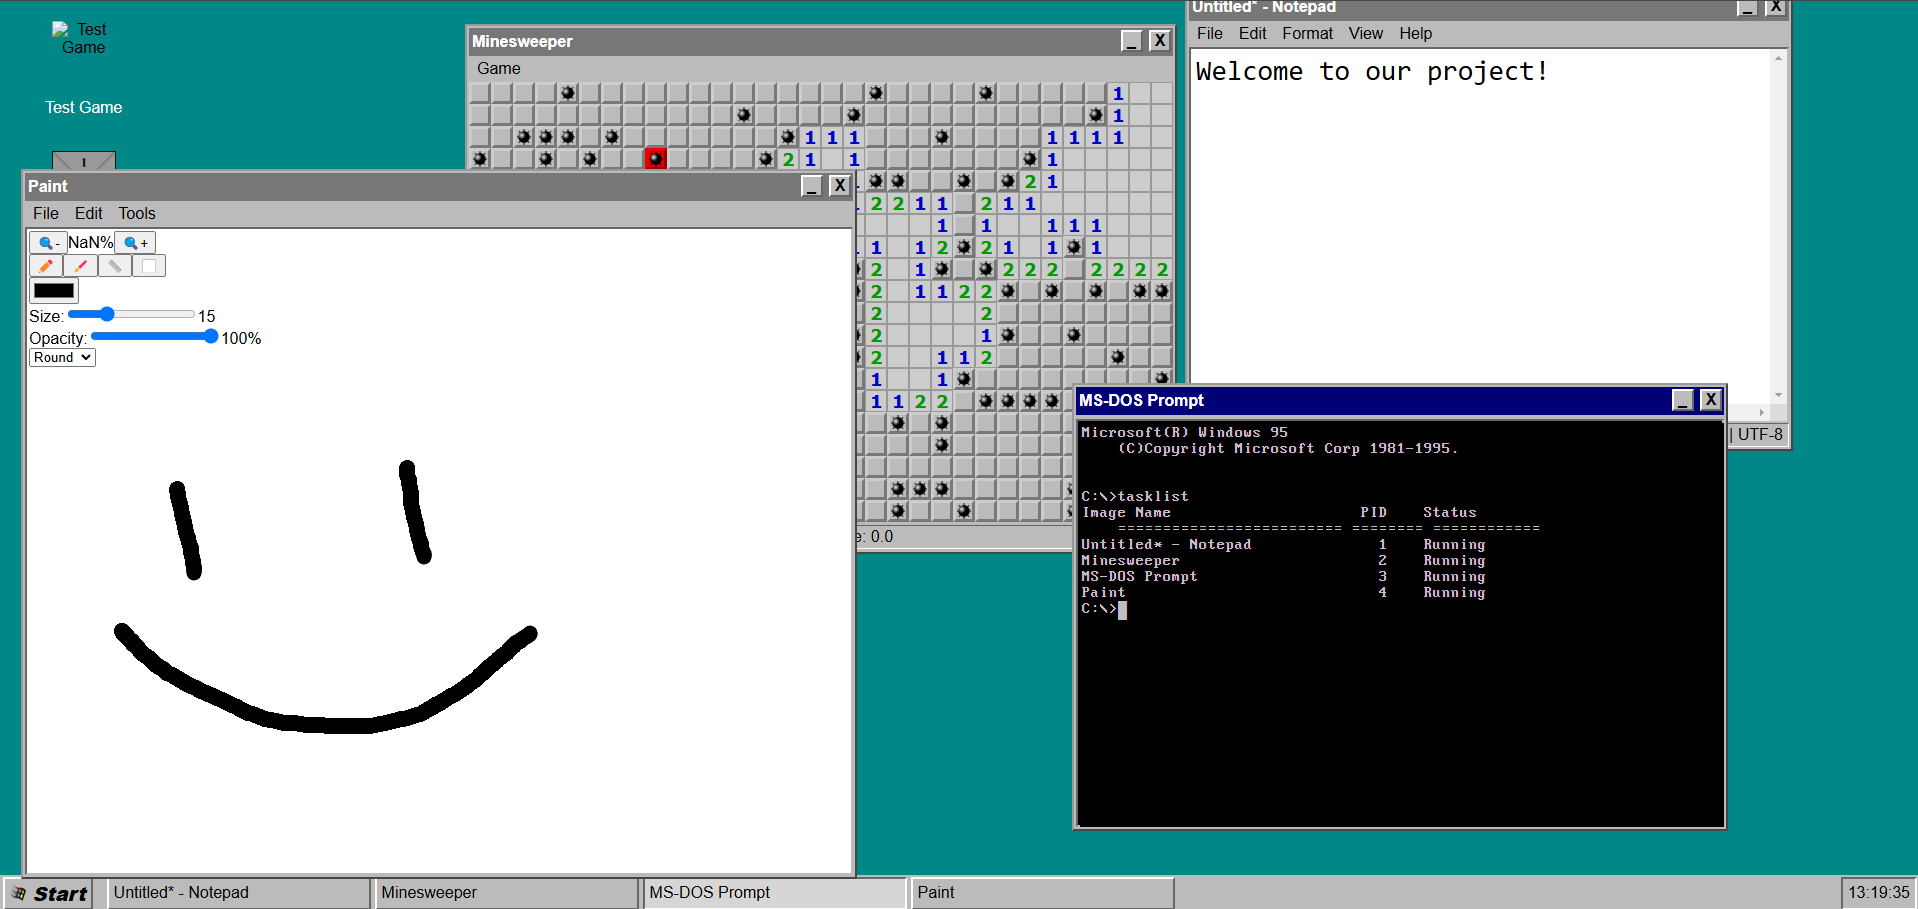 Test
Game
Test Game
1
Minesweeper
_ X
Game
1
1
1 1 1 1 1 1 1
2 1 1 1
2 1
2 2 1 1 2 1 1
1 1 1 1 1
1 1 2 2 1 1 1
2 1 2 2 2 2 2 2 2
2 1 1 2 2
2 2
2 1
2 1 1 2
1 1
1 1 2 2
e: 0.0
Untitled* - Notepad
_ X
File Edit Format View Help
Welcome to our project!
| UTF-8
Paint
_ X
File Edit Tools
- NaN% +
Size: 15
Opacity: 100%
Round
MS-DOS Prompt
_ X
Microsoft(R) Windows 95
(C)Copyright Microsoft Corp 1981-1995.
C:\>tasklist
Image Name PID Status
========================= ======== ============
Untitled* - Notepad 1 Running
Minesweeper 2 Running
MS-DOS Prompt 3 Running
Paint 4 Running
C:\>
Start Untitled* - Notepad Minesweeper MS-DOS Prompt Paint 13:19:35